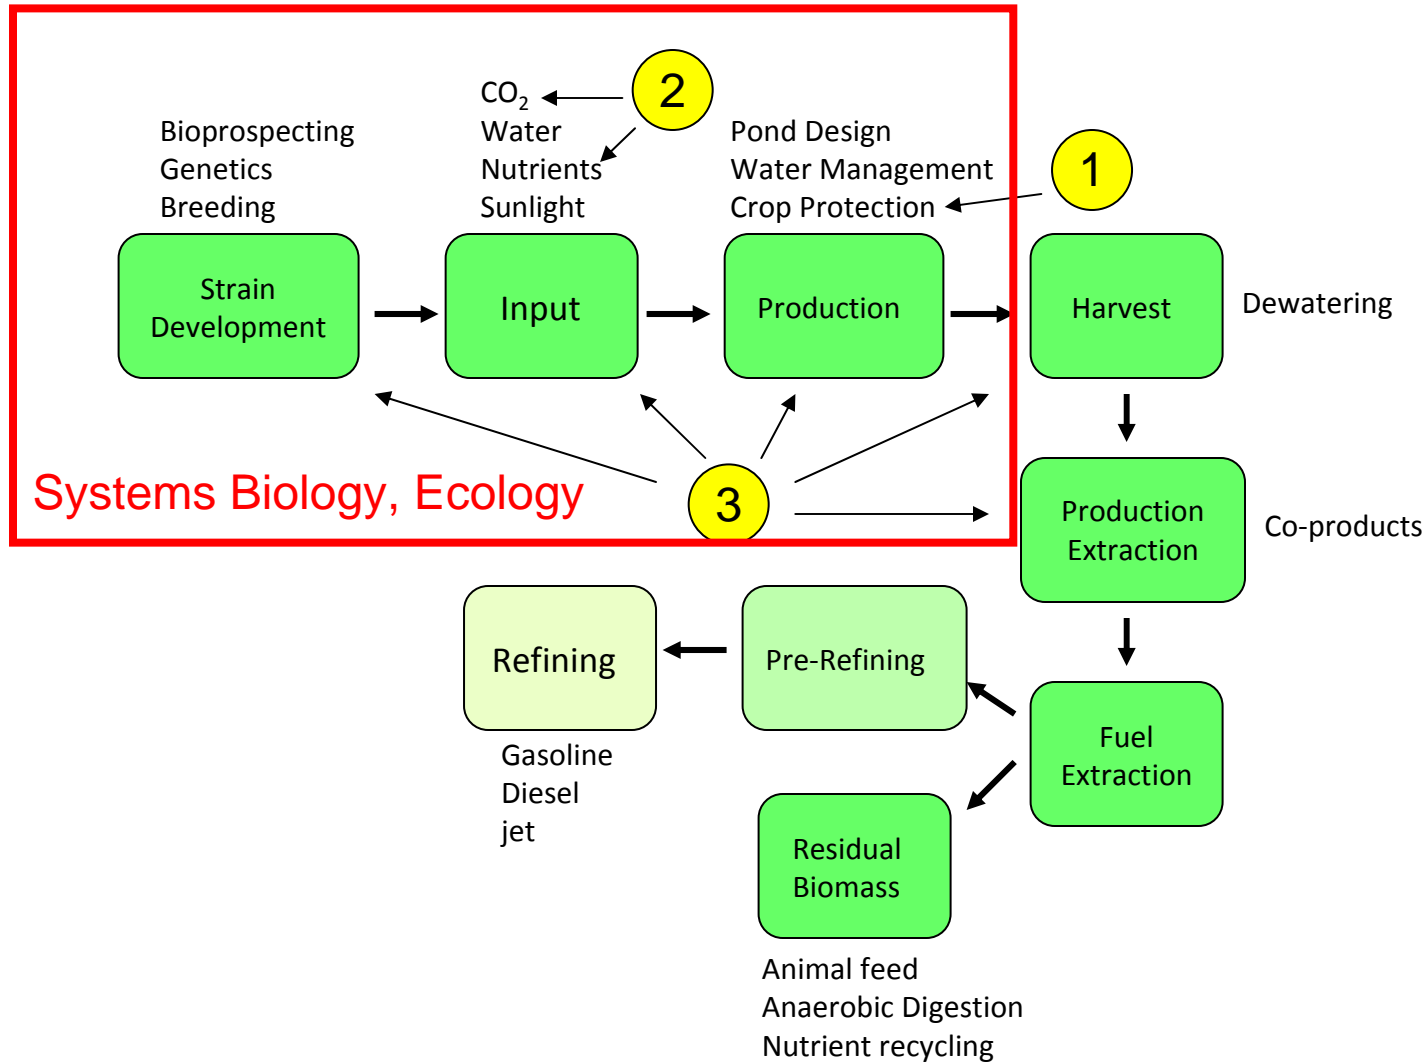 Bioprospecting
Genetics
Breeding
CO₂
Water
Nutrients
Sunlight
2
Pond Design
Water Management
Crop Protection
1
Strain
Development
Input
Production
Harvest
Dewatering
Systems Biology, Ecology
3
Production
Extraction
Co-products
Refining
Pre-Refining
Fuel
Extraction
Gasoline
Diesel
jet
Residual
Biomass
Animal feed
Anaerobic Digestion
Nutrient recycling